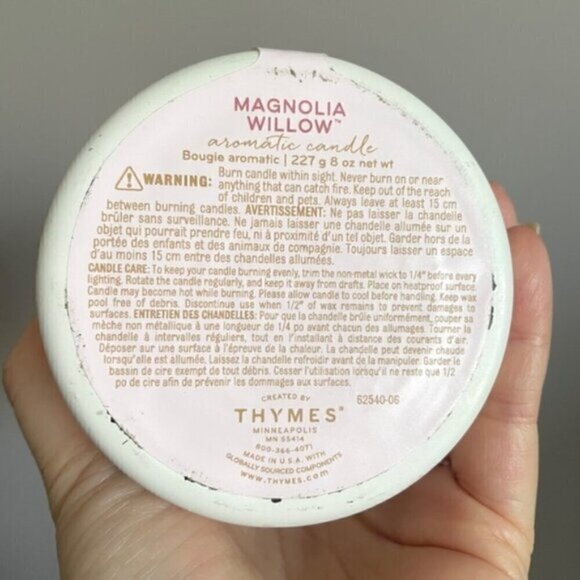 MAGNOLIA
WILLOW™
aromatic candle
Bougie aromatic | 227 g 8 oz net wt
WARNING: Burn candle within sight. Never burn on or near
anything that can catch fire. Keep out of the reach
of children and pets. Always leave at least 15 cm
between burning candles. AVERTISSEMENT: Ne pas laisser la chandelle
brûler sans surveillance. Ne jamais laisser une chandelle allumée sur un
objet qui pourrait prendre feu, ni à proximité d'un tel objet. Garder hors de la
portée des enfants et des animaux de compagnie. Toujours laisser un espace
d'au moins 15 cm entre des chandelles allumées.
CANDLE CARE: To keep your candle burning evenly, trim the non-metal wick to 1/4" before every
lighting. Rotate the candle regularly, and keep it away from drafts. Place on heatproof surface.
Candle may become hot while burning. Please allow candle to cool before handling. Keep wax
pool free of debris. Discontinue use when 1/2" of wax remains to prevent damages to
surfaces. ENTRETIEN DES CHANDELLES: Pour que la chandelle brûle uniformément, couper sa
mèche non métallique à une longueur de 1/4 po avant chacun des allumages. Tourner la
chandelle à intervalles réguliers, tout en l'installant à distance des courants d'air.
Déposer sur une surface à l'épreuve de la chaleur. La chandelle peut devenir chaude
lorsqu'elle est allumée. Laissez la chandelle refroidir avant de la manipuler. Garder le
bassin de cire exempt de tout débris. Cesser l'utilisation lorsqu'il ne reste que 1/2
po de cire afin de prévenir les dommages aux surfaces.
CREATED BY
62540-06
THYMES®
MINNEAPOLIS
MN 55414
800-366-4071
MADE IN U.S.A. WITH
GLOBALLY SOURCED COMPONENTS
WWW.THYMES.COM